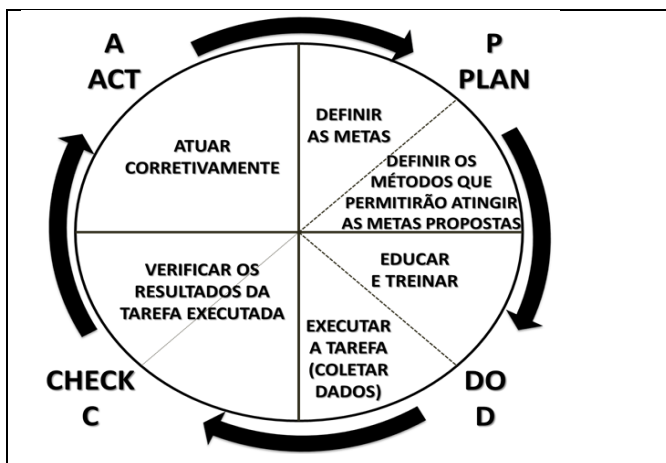 A
ACT
P
PLAN
DEFINIR
AS METAS
ATUAR
CORRETIVAMENTE
DEFINIR OS
MÉTODOS QUE
PERMITIRÃO ATINGIR
AS METAS PROPOSTAS
VERIFICAR OS
RESULTADOS DA
TAREFA EXECUTADA
EDUCAR
E TREINAR
EXECUTAR
A TAREFA
(COLETAR
DADOS)
CHECK
C
DO
D